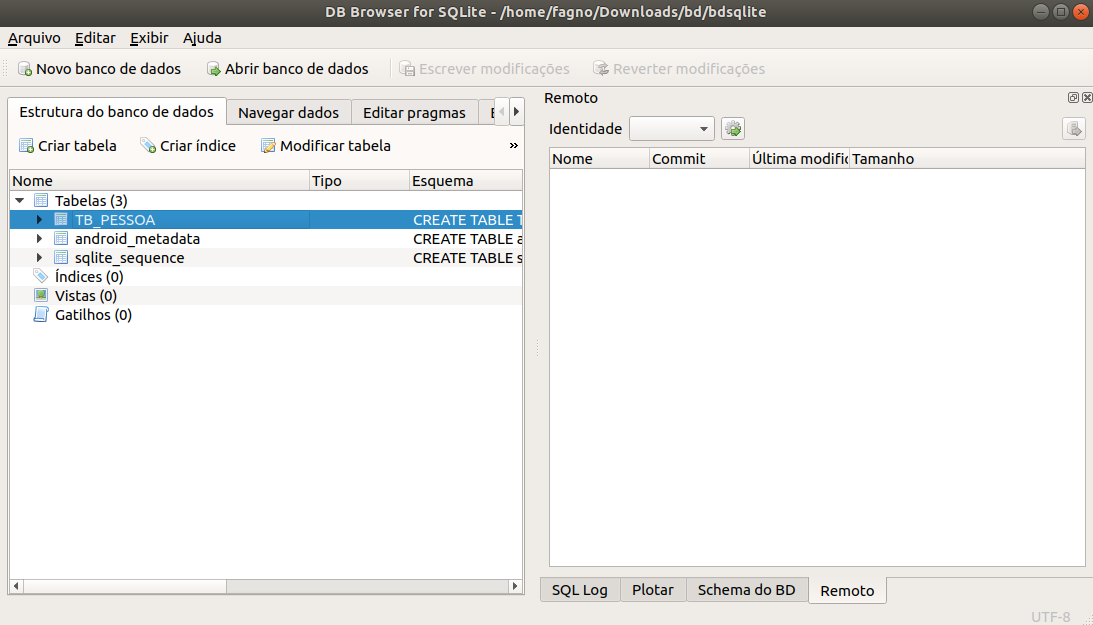 DB Browser for SQLite - /home/fagno/Downloads/bd/bdsqlite
Arquivo Editar Exibir Ajuda
Novo banco de dados Abrir banco de dados Escrever modificações Reverter modificações
Estrutura do banco de dados Navegar dados Editar pragmas
Criar tabela Criar índice Modificar tabela »
Nome Tipo Esquema
Tabelas (3)
TB_PESSOA CREATE TABLE T
android_metadata CREATE TABLE a
sqlite_sequence CREATE TABLE s
Índices (0)
Vistas (0)
Gatilhos (0)
Remoto
Identidade
Nome Commit Última modific Tamanho
SQL Log Plotar Schema do BD Remoto
UTF-8